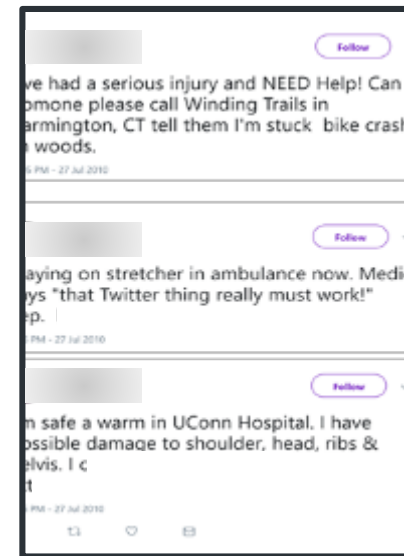 Follow
ve had a serious injury and NEED Help! Can
omone please call Winding Trails in
armington, CT tell them I'm stuck bike crash
woods.
PM - 27 Jul 2010
Follow
aying on stretcher in ambulance now. Medi
ys "that Twitter thing really must work!"
ep.
PM - 27 Jul 2010
Follow
m safe a warm in UConn Hospital. I have
ossible damage to shoulder, head, ribs &
elvis. I c
t
PM - 27 Jul 2010